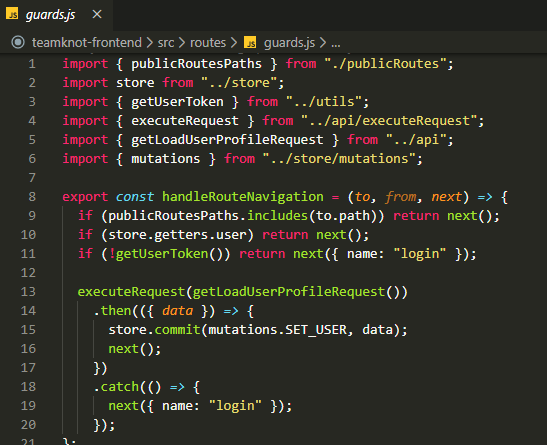 JS guards.js ×
teamknot-frontend > src > routes > JS guards.js > ...
1 import { publicRoutesPaths } from "./publicRoutes";
2 import store from "../store";
3 import { getUserToken } from "../utils";
4 import { executeRequest } from "../api/executeRequest";
5 import { getLoadUserProfileRequest } from "../api";
6 import { mutations } from "../store/mutations";
7
8 export const handleRouteNavigation = (to, from, next) => {
9   if (publicRoutesPaths.includes(to.path)) return next();
10   if (store.getters.user) return next();
11   if (!getUserToken()) return next({ name: "login" });
12
13   executeRequest(getLoadUserProfileRequest())
14     .then(({ data }) => {
15       store.commit(mutations.SET_USER, data);
16       next();
17     })
18     .catch(() => {
19       next({ name: "login" });
20     });
21 };